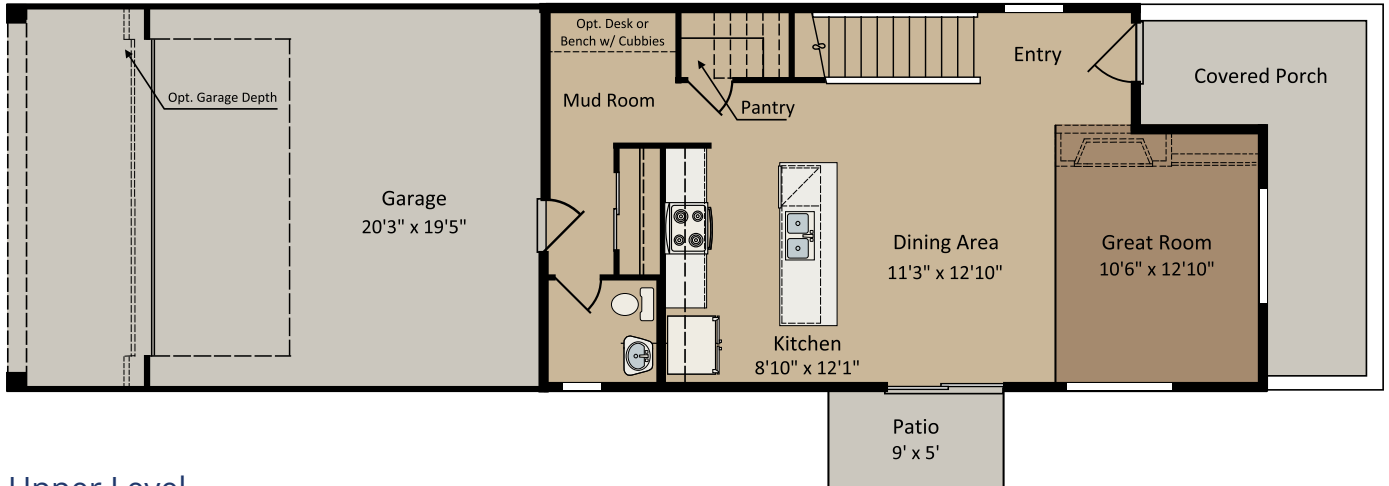 Opt. Desk or
Bench w/ Cubbies
Entry
Covered Porch
Opt. Garage Depth
Mud Room
Pantry
Garage
20'3" x 19'5"
Dining Area
11'3" x 12'10"
Great Room
10'6" x 12'10"
Kitchen
8'10" x 12'1"
Patio
9' x 5'
Upper Level